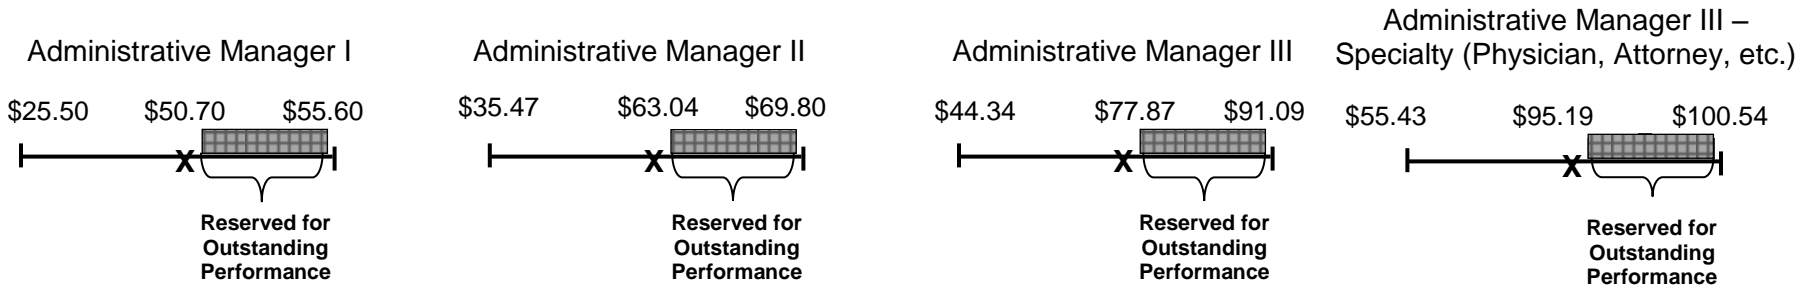 Administrative Manager I
$25.50 $50.70 $55.60
X
Reserved for
Outstanding
Performance
Administrative Manager II
$35.47 $63.04 $69.80
X
Reserved for
Outstanding
Performance
Administrative Manager III
$44.34 $77.87 $91.09
X
Reserved for
Outstanding
Performance
Administrative Manager III –
Specialty (Physician, Attorney, etc.)
$55.43 $95.19 $100.54
X
Reserved for
Outstanding
Performance